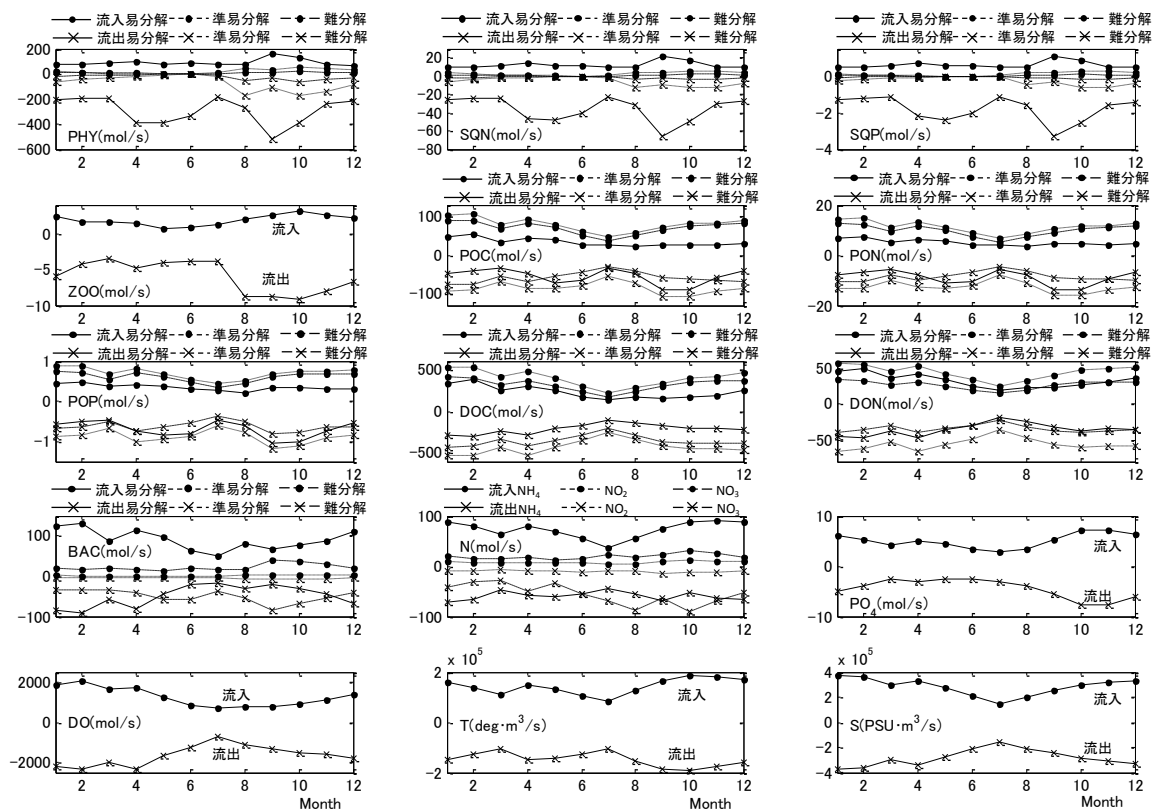 流入易分解 準易分解 難分解
流出易分解 準易分解 難分解
200
0
-200
-400
-600
PHY(mol/s)
2 4 6 8 10 12
流入易分解 準易分解 難分解
流出易分解 準易分解 難分解
20
0
-20
-40
-60
-80
SQN(mol/s)
2 4 6 8 10 12
流入易分解 準易分解 難分解
流出易分解 準易分解 難分解
0
-2
-4
SQP(mol/s)
2 4 6 8 10 12
0
-5
-10
流入
流出
ZOO(mol/s)
2 4 6 8 10 12
流入易分解 準易分解 難分解
流出易分解 準易分解 難分解
100
0
-100
POC(mol/s)
2 4 6 8 10 12
流入易分解 準易分解 難分解
流出易分解 準易分解 難分解
20
0
-20
PON(mol/s)
2 4 6 8 10 12
流入易分解 準易分解 難分解
流出易分解 準易分解 難分解
1
0
-1
POP(mol/s)
2 4 6 8 10 12
流入易分解 準易分解 難分解
流出易分解 準易分解 難分解
500
0
-500
DOC(mol/s)
2 4 6 8 10 12
流入易分解 準易分解 難分解
流出易分解 準易分解 難分解
50
0
-50
DON(mol/s)
2 4 6 8 10 12
流入易分解 準易分解 難分解
流出易分解 準易分解 難分解
100
0
-100
BAC(mol/s)
2 4 6 8 10 12
流入NH₄ NO₂ NO₃
流出NH₄ NO₂ NO₃
100
0
-100
N(mol/s)
2 4 6 8 10 12
10
0
-10
流入
流出
PO₄(mol/s)
2 4 6 8 10 12
2000
0
-2000
流入
DO(mol/s)
流出
2 4 6 8 10 12
Month
x 10⁵
2
0
-2
流入
T(deg·m³/s)
流出
2 4 6 8 10 12
Month
x 10⁵
4
2
0
-2
-4
流入
S(PSU·m³/s)
流出
2 4 6 8 10 12
Month